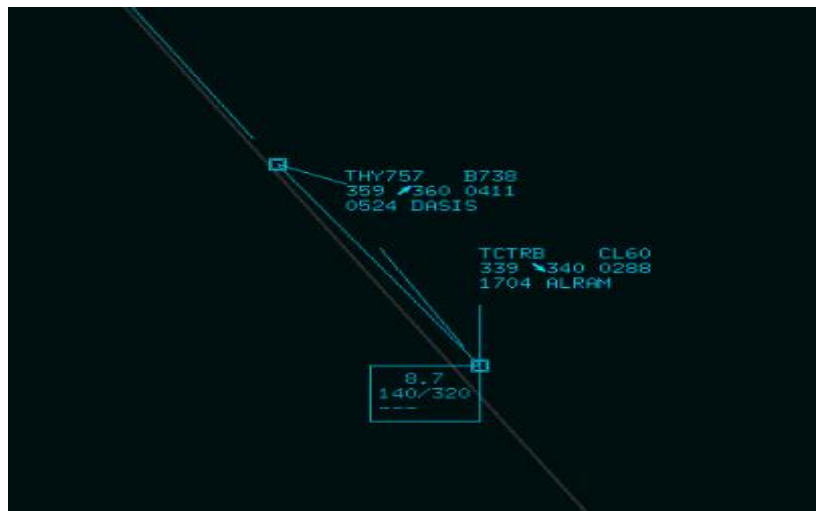 THY757 B738
359 360 0411
0524 DASIS
TCTRB CL60
339 340 0288
1704 ALRAM
8.7
140/320
---